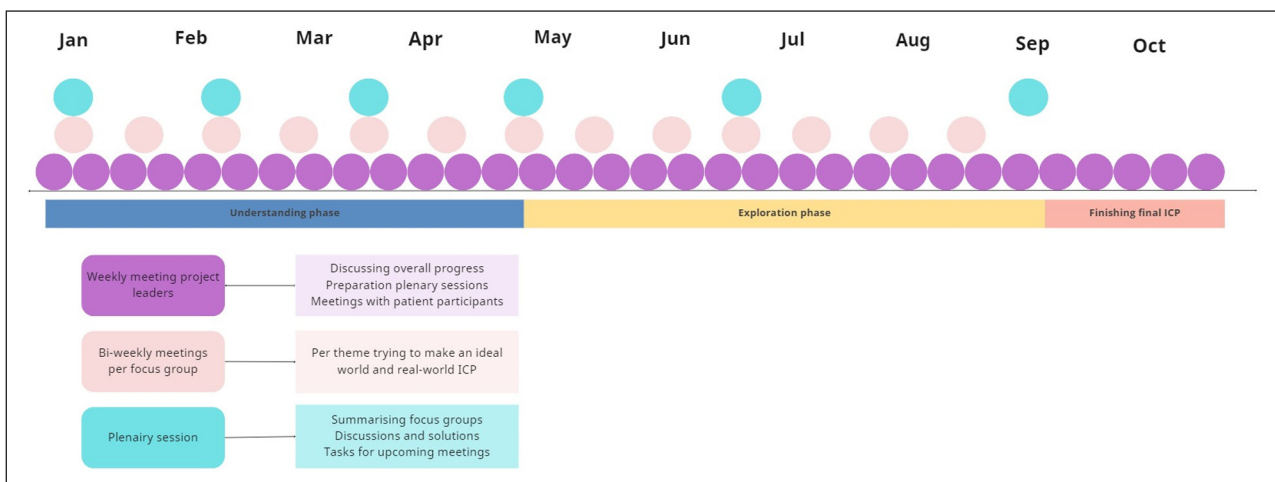 Jan Feb Mar Apr May Jun Jul Aug Sep Oct
Understanding phase Exploration phase Finishing final ICP
Weekly meeting project
leaders
Discussing overall progress
Preparation plenary sessions
Meetings with patient participants
Bi-weekly meetings
per focus group
Per theme trying to make an ideal
world and real-world ICP
Plenairy session
Summarising focus groups
Discussions and solutions
Tasks for upcoming meetings